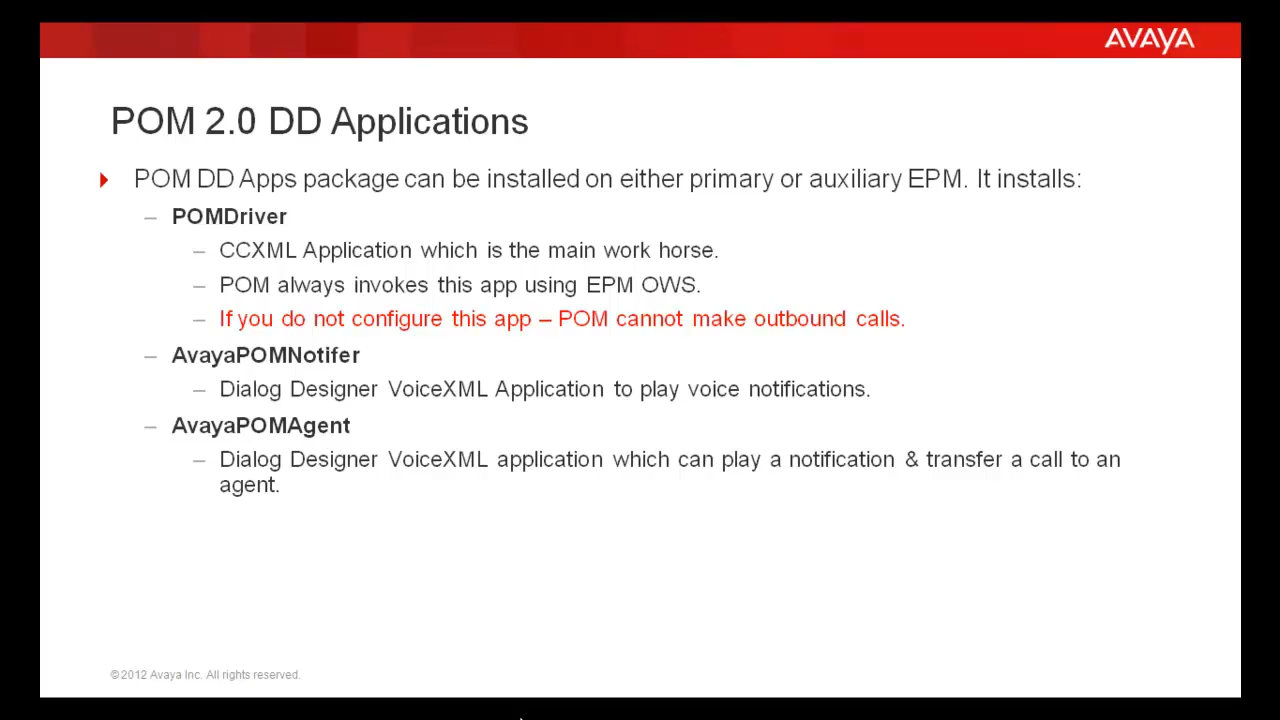 AVAYA
POM 2.0 DD Applications
POM DD Apps package can be installed on either primary or auxiliary EPM. It installs:
– POMDriver
– CCXML Application which is the main work horse.
– POM always invokes this app using EPM OWS.
– If you do not configure this app – POM cannot make outbound calls.
– AvayaPOMNotifer
– Dialog Designer VoiceXML Application to play voice notifications.
– AvayaPOMAgent
– Dialog Designer VoiceXML application which can play a notification & transfer a call to an
agent.
© 2012 Avaya Inc. All rights reserved.